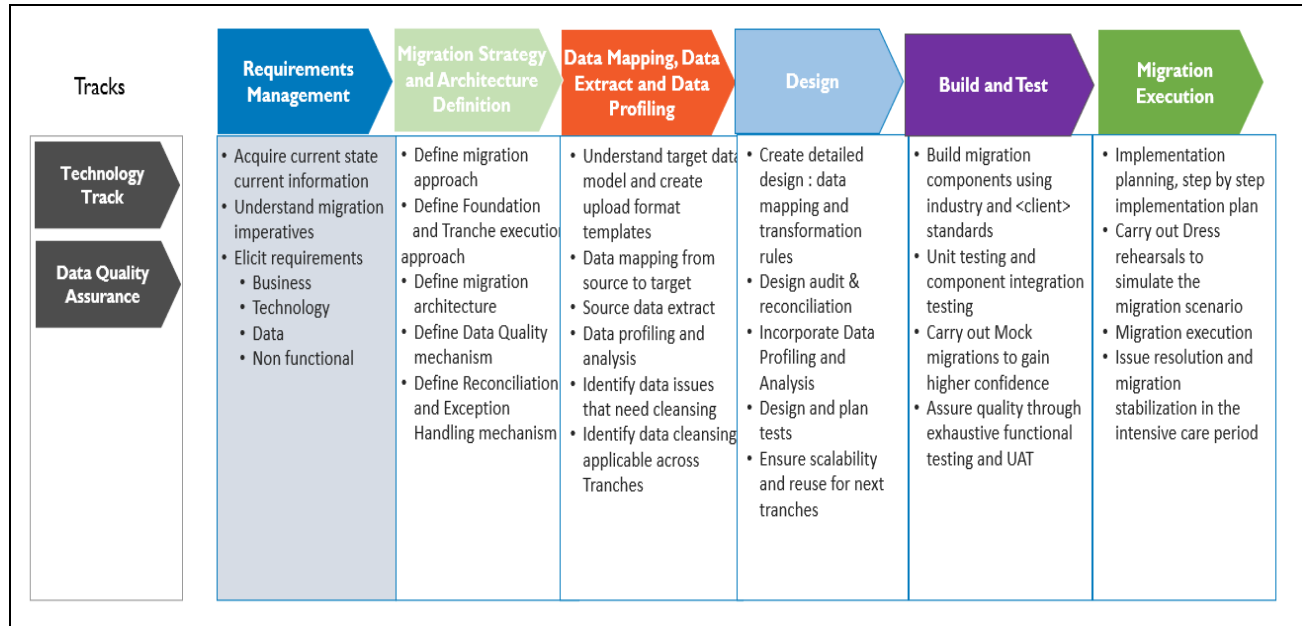 Tracks
Technology
Track
Data Quality
Assurance
Requirements
Management
• Acquire current state
current information
• Understand migration
imperatives
• Elicit requirements
• Business
• Technology
• Data
• Non functional
Migration Strategy
and Architecture
Definition
• Define migration
approach
• Define Foundation
and Tranche execution
approach
• Define migration
architecture
• Define Data Quality
mechanism
• Define Reconciliation
and Exception
Handling mechanism
Data Mapping, Data
Extract and Data
Profiling
• Understand target data
model and create
upload format
templates
• Data mapping from
source to target
• Source data extract
• Data profiling and
analysis
• Identify data issues
that need cleansing
• Identify data cleansing
applicable across
Tranches
Design
• Create detailed
design : data
mapping and
transformation
rules
• Design audit &
reconciliation
• Incorporate Data
Profiling and
Analysis
• Design and plan
tests
• Ensure scalability
and reuse for next
tranches
Build and Test
• Build migration
components using
industry and <client>
standards
• Unit testing and
component integration
testing
• Carry out Mock
migrations to gain
higher confidence
• Assure quality through
exhaustive functional
testing and UAT
Migration
Execution
• Implementation
planning, step by step
implementation plan
• Carry out Dress
rehearsals to
simulate the
migration scenario
• Migration execution
• Issue resolution and
migration
stabilization in the
intensive care period